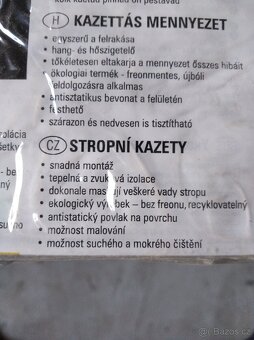 H KAZETTÁS MENNYEZET
• egyszerű a felrakása
• hang- és hőszigetelő
• tökéletesen eltakarja a mennyezet összes hibáit
• ökológiai termék - freonmentes, újbóli
feldolgozásra alkalmas
• antisztatikus bevonat a felületén
• festhető
• szárazon és nedvesen is tisztítható
CZ STROPNÍ KAZETY
• snadná montáž
• tepelná a zvuková izolace
• dokonale maskují veškeré vady stropu
• ekologický výrobek – bez freonu, recyklovatelný
• antistatický povlak na povrchu
• možnost malování
• možnost suchého a mokrého čištění
Bazos.cz